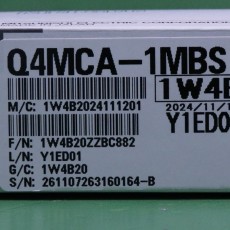 Q4MCA-1MBS
1W4B
M/C: 1W4B2024111201
2024/11/1
Y1ED0
F/N: 1W4B20ZZBC882
L/N: Y1ED01
G/C: 1W4B20
S/N: 261107263160164-B